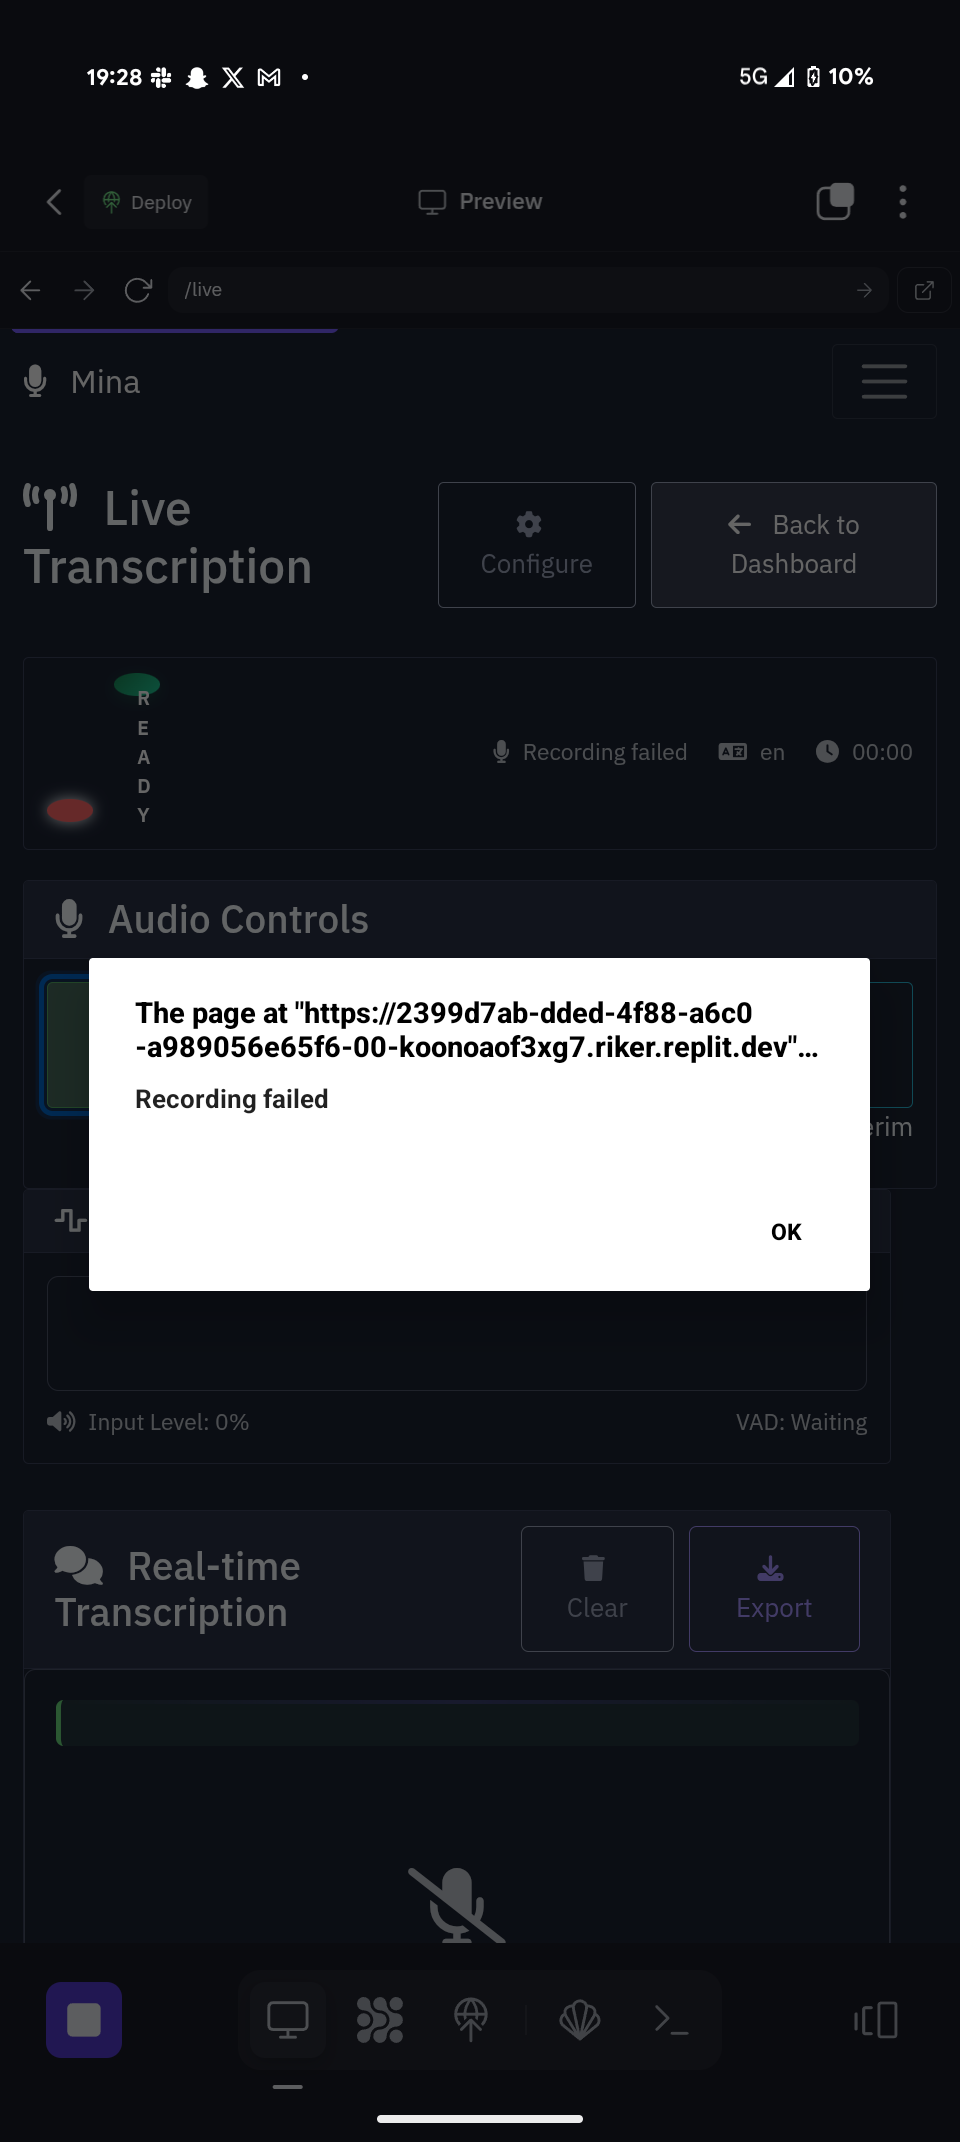 19:28
5G 10%
Deploy
Preview
/live
Mina
Live
Transcription
Configure
Back to
Dashboard
R
E
A
D
Y
Recording failed
en
00:00
Audio Controls
The page at "https://2399d7ab-dded-4f88-a6c0
-a989056e65f6-00-koonoaof3xg7.riker.replit.dev"…
Recording failed
erim
OK
Input Level: 0%
VAD: Waiting
Real-time
Transcription
Clear
Export